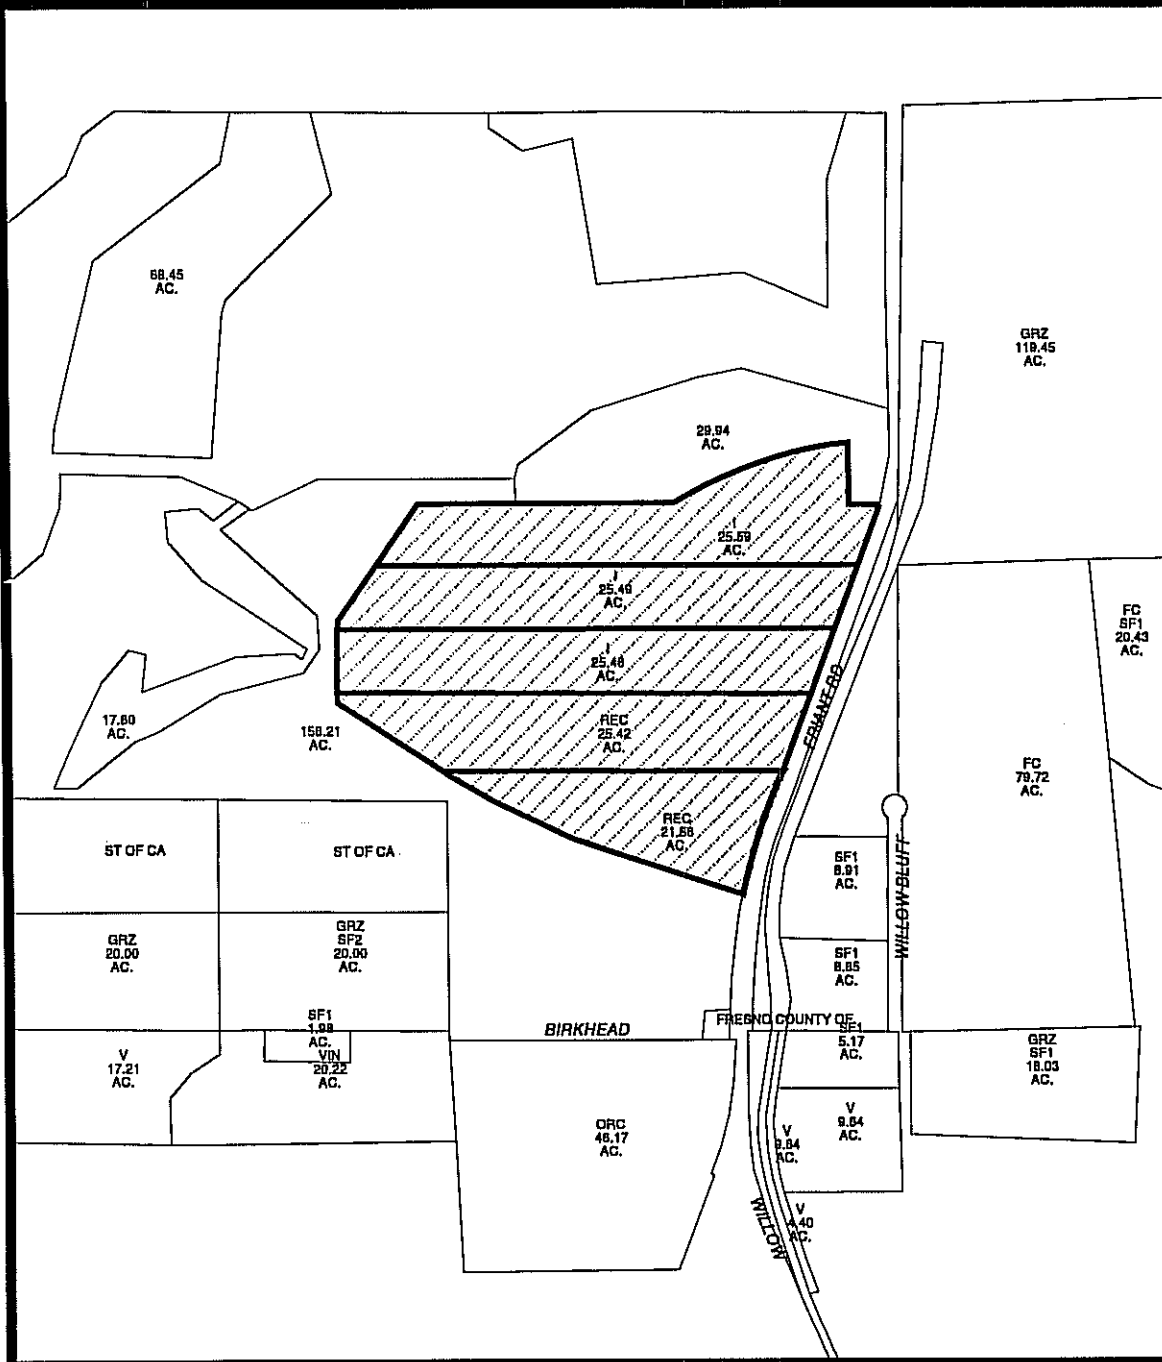 68.45
AC.
GRZ
119.45
AC.
29.94
AC.
I
25.59
AC.
I
25.49
AC.
I
25.48
AC.
FC
SF1
20.43
AC.
FRIANT RD
17.60
AC.
158.21
AC.
REC
25.42
AC.
FC
79.72
AC.
REC
21.68
AC.
ST OF CA
ST OF CA
SF1
8.91
AC.
WILLOW BLUFF
GRZ
20.00
AC.
GRZ
SF2
20.00
AC.
SF1
8.85
AC.
SF1
1.98
AC.
BIRKHEAD
FRESNO COUNTY OF
SF1
5.17
AC.
V
17.21
AC.
VIN
20.22
AC.
GRZ
SF1
18.03
AC.
ORC
46.17
AC.
V
9.64
AC.
V
9.64
AC.
WILLOW
V
4.40
AC.